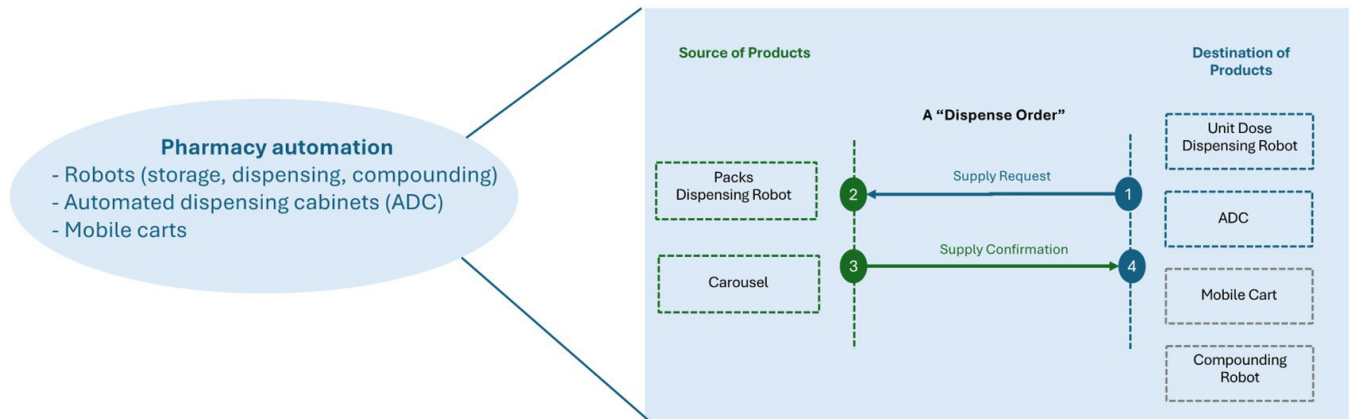 Pharmacy automation
- Robots (storage, dispensing, compounding)
- Automated dispensing cabinets (ADC)
- Mobile carts
Source of Products
Destination of
Products
A “Dispense Order”
Packs
Dispensing Robot
Carousel
2
Supply Request
1
3
Supply Confirmation
4
Unit Dose
Dispensing Robot
ADC
Mobile Cart
Compounding
Robot